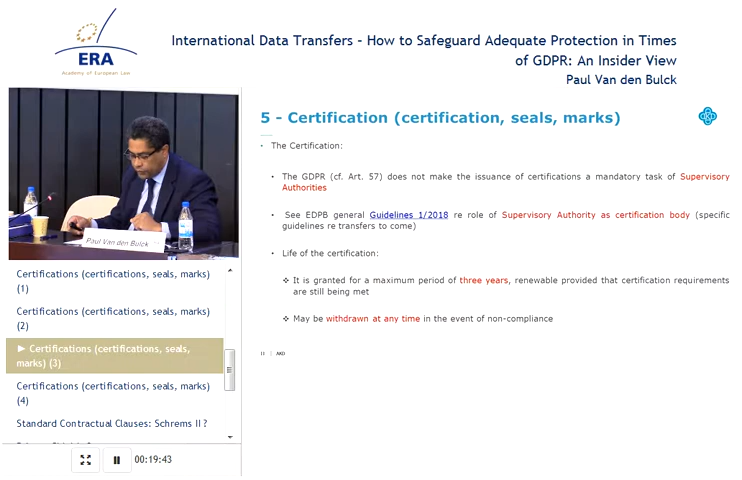 ERA
Academy of European Law
International Data Transfers – How to Safeguard Adequate Protection in Times
of GDPR: An Insider View
Paul Van den Bulck
Paul Van den Bulck
Certifications (certifications, seals, marks)
(1)
Certifications (certifications, seals, marks)
(2)
► Certifications (certifications, seals,
marks) (3)
Certifications (certifications, seals, marks)
(4)
Standard Contractual Clauses: Schrems II ?
00:19:43
5 - Certification (certification, seals, marks)
AKD
• The Certification:
• The GDPR (cf. Art. 57) does not make the issuance of certifications a mandatory task of Supervisory
Authorities
• See EDPB general Guidelines 1/2018 re role of Supervisory Authority as certification body (specific
guidelines re transfers to come)
• Life of the certification:
❖ It is granted for a maximum period of three years, renewable provided that certification requirements
are still being met
❖ May be withdrawn at any time in the event of non-compliance
11 | AKD